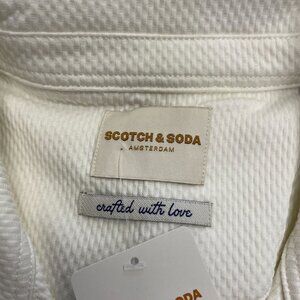 SCOTCH & SODA
AMSTERDAM
crafted with love
SODA